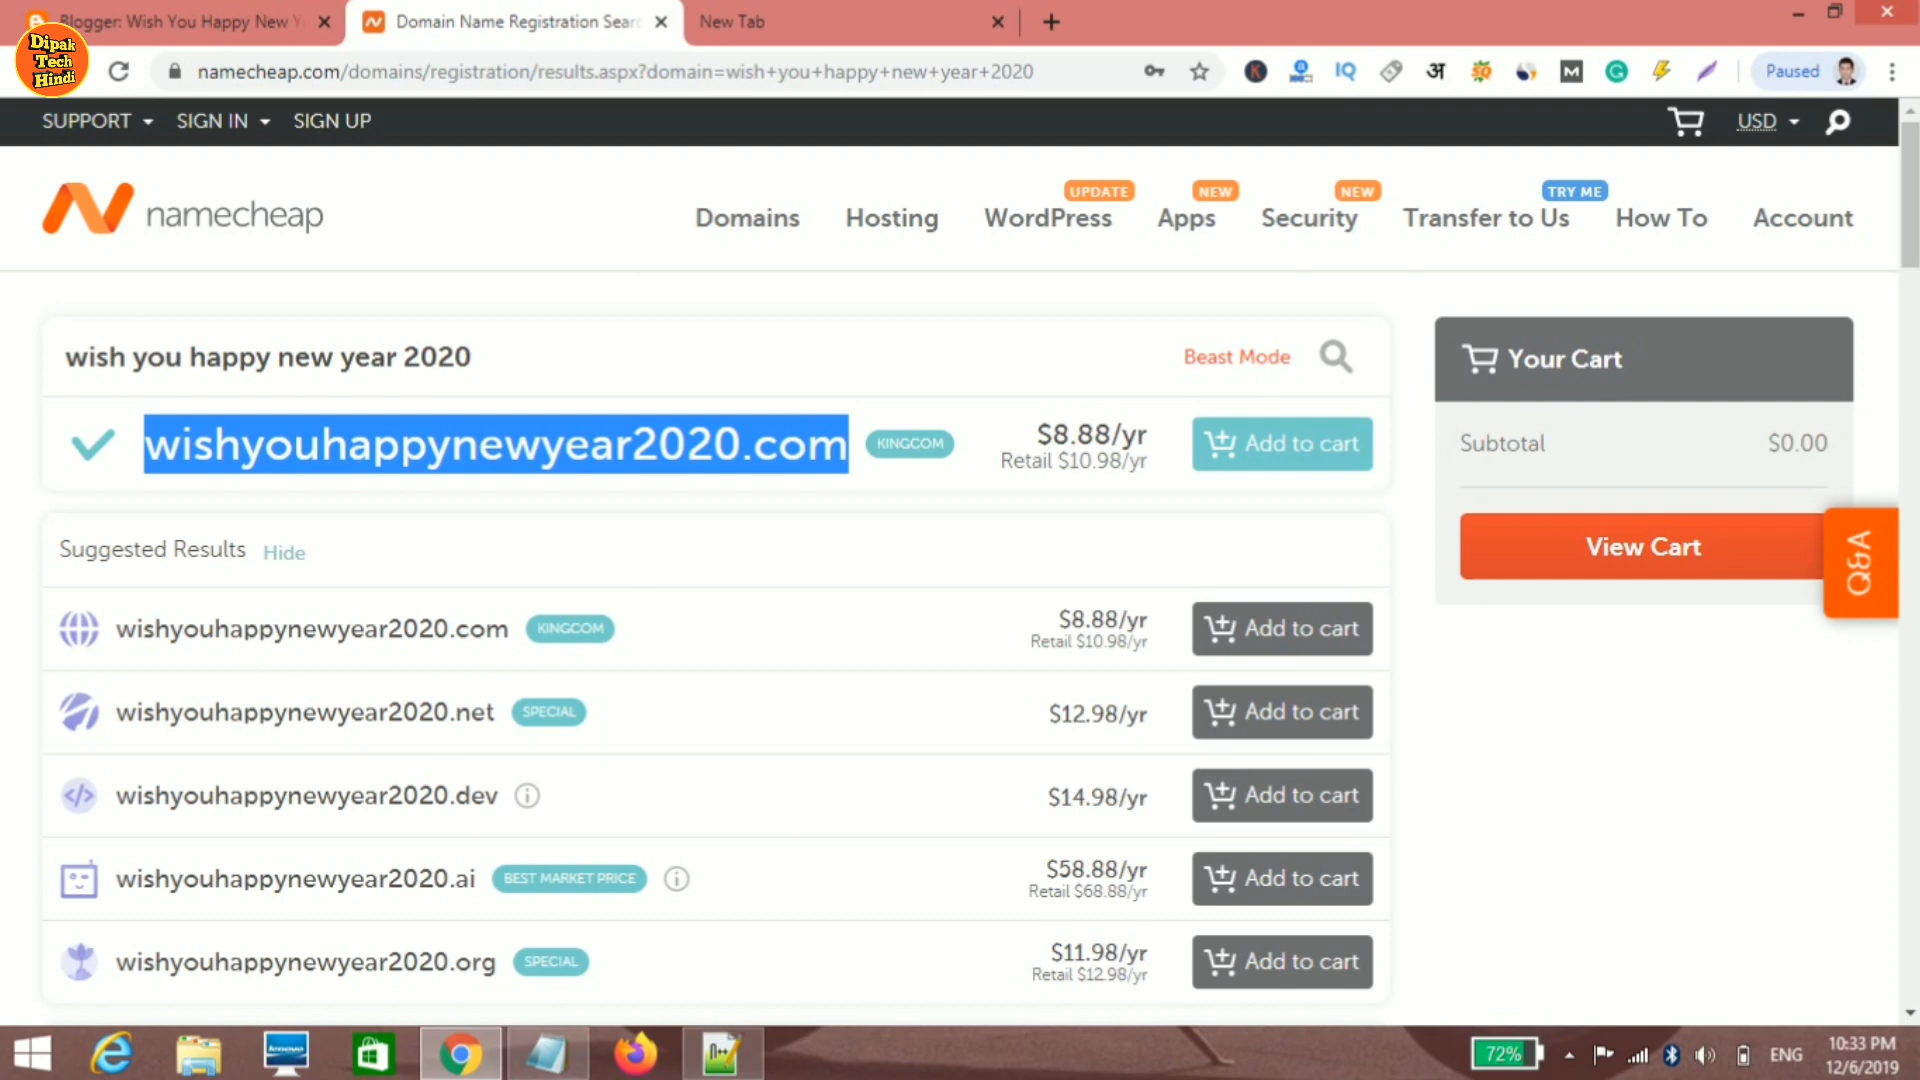 Blogger: Wish You Happy New Y
Domain Name Registration Sear
New Tab
Dipak
Tech
Hindi
namecheap.com/domains/registration/results.aspx?domain=wish+you+happy+new+year+2020
IQ
अ
M
Paused
SUPPORT
SIGN IN
SIGN UP
USD
namecheap
Domains
Hosting
UPDATE
WordPress
NEW
Apps
NEW
Security
TRY ME
Transfer to Us
How To
Account
wish you happy new year 2020
Beast Mode
wishyouhappynewyear2020.com
KINGCOM
$8.88/yr
Retail $10.98/yr
Add to cart
Your Cart
Subtotal
$0.00
View Cart
Q&A
Suggested Results
Hide
wishyouhappynewyear2020.com
KINGCOM
$8.88/yr
Retail $10.98/yr
Add to cart
wishyouhappynewyear2020.net
SPECIAL
$12.98/yr
Add to cart
wishyouhappynewyear2020.dev
$14.98/yr
Add to cart
wishyouhappynewyear2020.ai
BEST MARKET PRICE
$58.88/yr
Retail $68.88/yr
Add to cart
wishyouhappynewyear2020.org
SPECIAL
$11.98/yr
Retail $12.98/yr
Add to cart
lenovo
72%
ENG
10:33 PM
12/6/2019